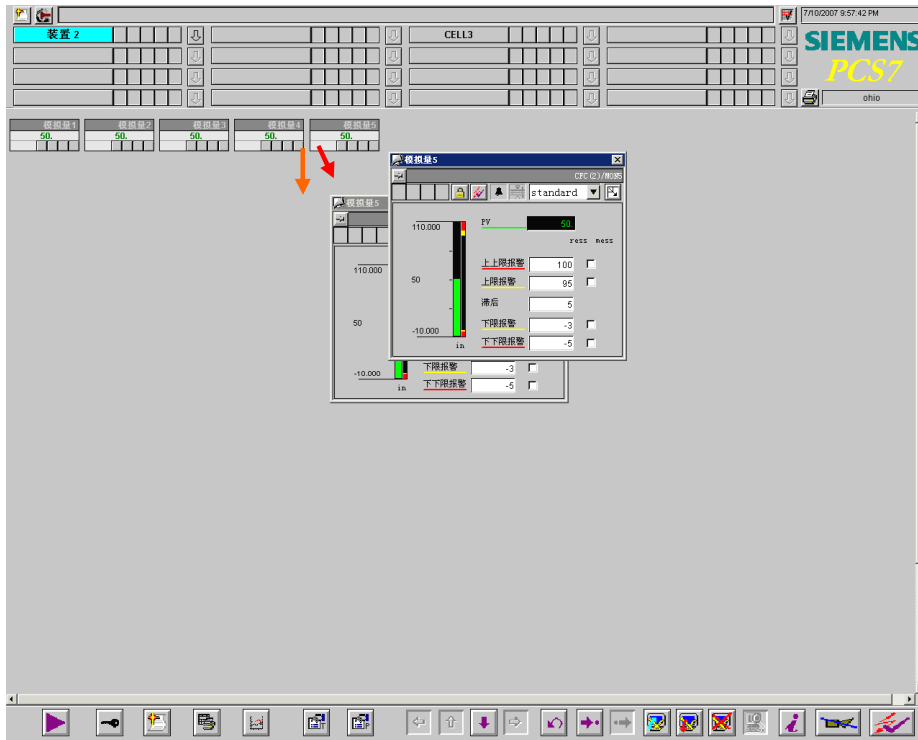 7/10/2007 9:57:42 PM
装置 2
CELL3
SIEMENS
PCS7
ohio
模拟量1 模拟量2 模拟量3 模拟量4 模拟量5
50. 50. 50. 50. 50.
模拟量5
CFC(2)/MON5
standard
110.000
PV 50.
ress mess
上上限报警 100
50
上限报警 95
滞后 5
-10.000
下限报警 -3
in
下下限报警 -5
模拟量5
110.000
50
-10.000
下限报警 -3
in
下下限报警 -5